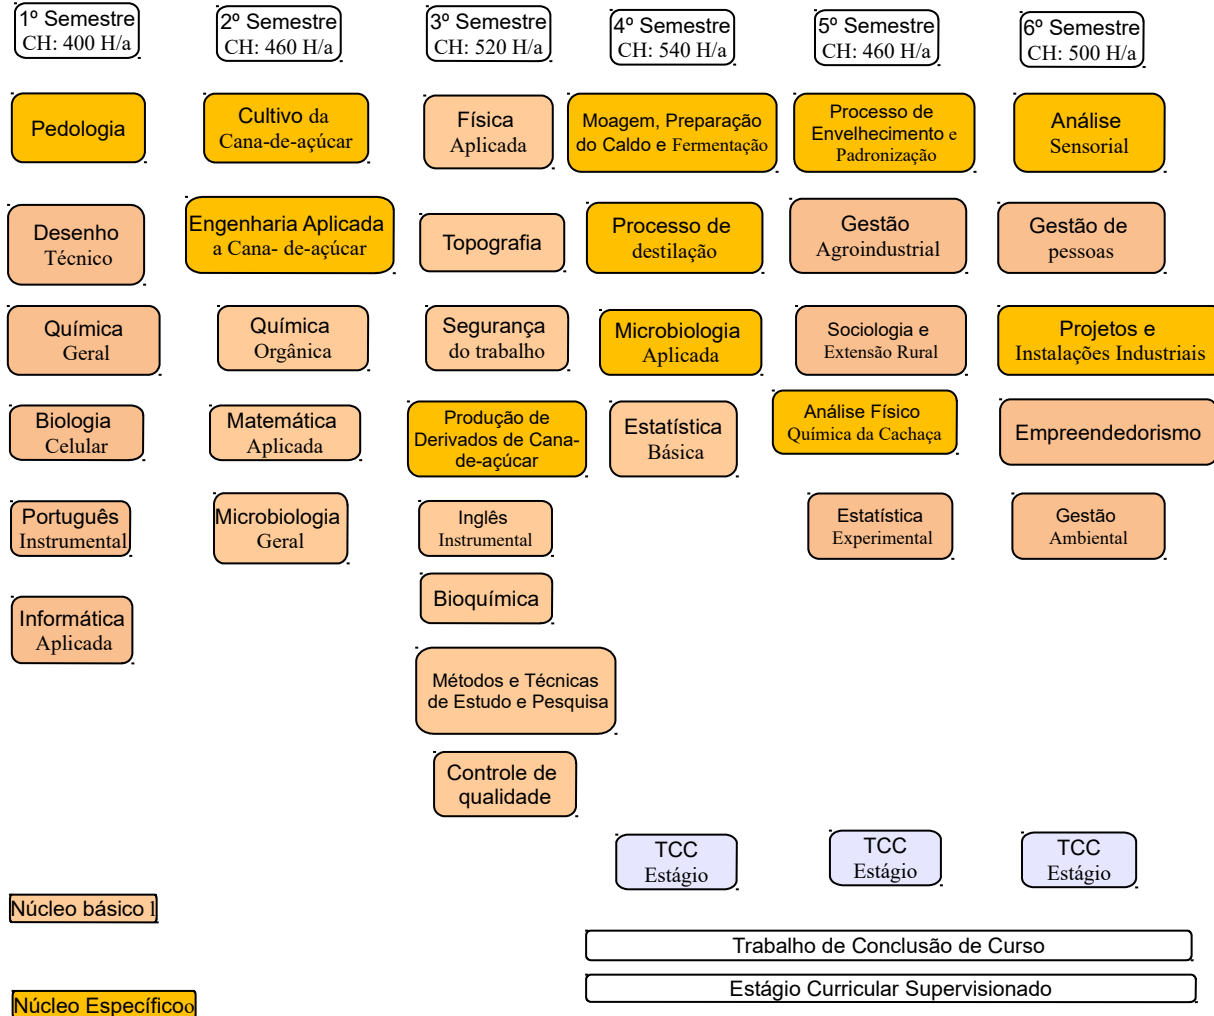 1º Semestre
CH: 400 H/a
2º Semestre
CH: 460 H/a
3º Semestre
CH: 520 H/a
4º Semestre
CH: 540 H/a
5º Semestre
CH: 460 H/a
6º Semestre
CH: 500 H/a
Pedologia
Cultivo da
Cana-de-açúcar
Física
Aplicada
Moagem, Preparação
do Caldo e Fermentação
Processo de
Envelhecimento e
Padronização
Análise
Sensorial
Desenho
Técnico
Engenharia Aplicada
a Cana- de-açúcar
Topografia
Processo de
destilação
Gestão
Agroindustrial
Gestão de
pessoas
Química
Geral
Química
Orgânica
Segurança
do trabalho
Microbiologia
Aplicada
Sociologia e
Extensão Rural
Projetos e
Instalações Industriais
Biologia
Celular
Matemática
Aplicada
Produção de
Derivados de Cana-
de-açúcar
Estatística
Básica
Análise Físico
Química da Cachaça
Empreendedorismo
Português
Instrumental
Microbiologia
Geral
Inglês
Instrumental
Estatística
Experimental
Gestão
Ambiental
Informática
Aplicada
Bioquímica
Métodos e Técnicas
de Estudo e Pesquisa
Controle de
qualidade
TCC
Estágio
TCC
Estágio
TCC
Estágio
Núcleo básico l
Trabalho de Conclusão de Curso
Estágio Curricular Supervisionado
Núcleo Específicoo